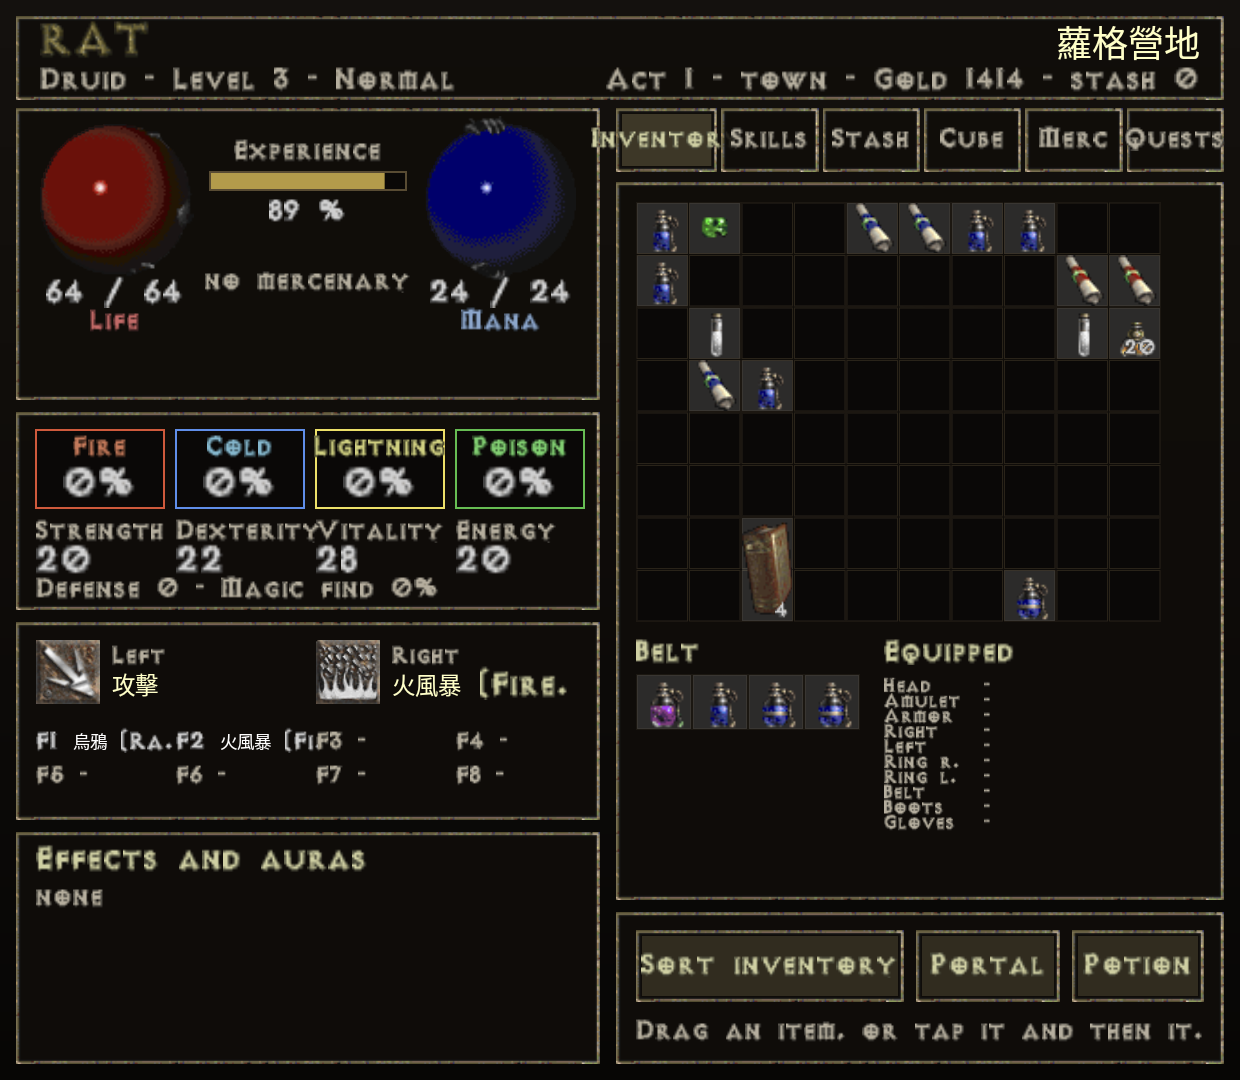 RAT
蘿格營地
Druid - Level 3 - Normal
Act 1 - town - Gold 1414 - stash 0
Experience
89 %
64 / 64
Life
no mercenary
24 / 24
Mana
Fire
0%
Cold
0%
Lightning
0%
Poison
0%
Strength
20
Dexterity
22
Vitality
28
Energy
20
Defense 0 - Magic find 0%
Left
攻擊
Right
火風暴 (Fire.
F1 烏鴉 (Ra.
F2 火風暴 (Fi
F3 -
F4 -
F5 -
F6 -
F7 -
F8 -
Effects and auras
none
Inventor
Skills
Stash
Cube
Merc
Quests
20
4
Belt
Equipped
Head -
Amulet -
Armor -
Right -
Left -
Ring r. -
Ring l. -
Belt -
Boots -
Gloves -
Sort inventory
Portal
Potion
Drag an item, or tap it and then it.